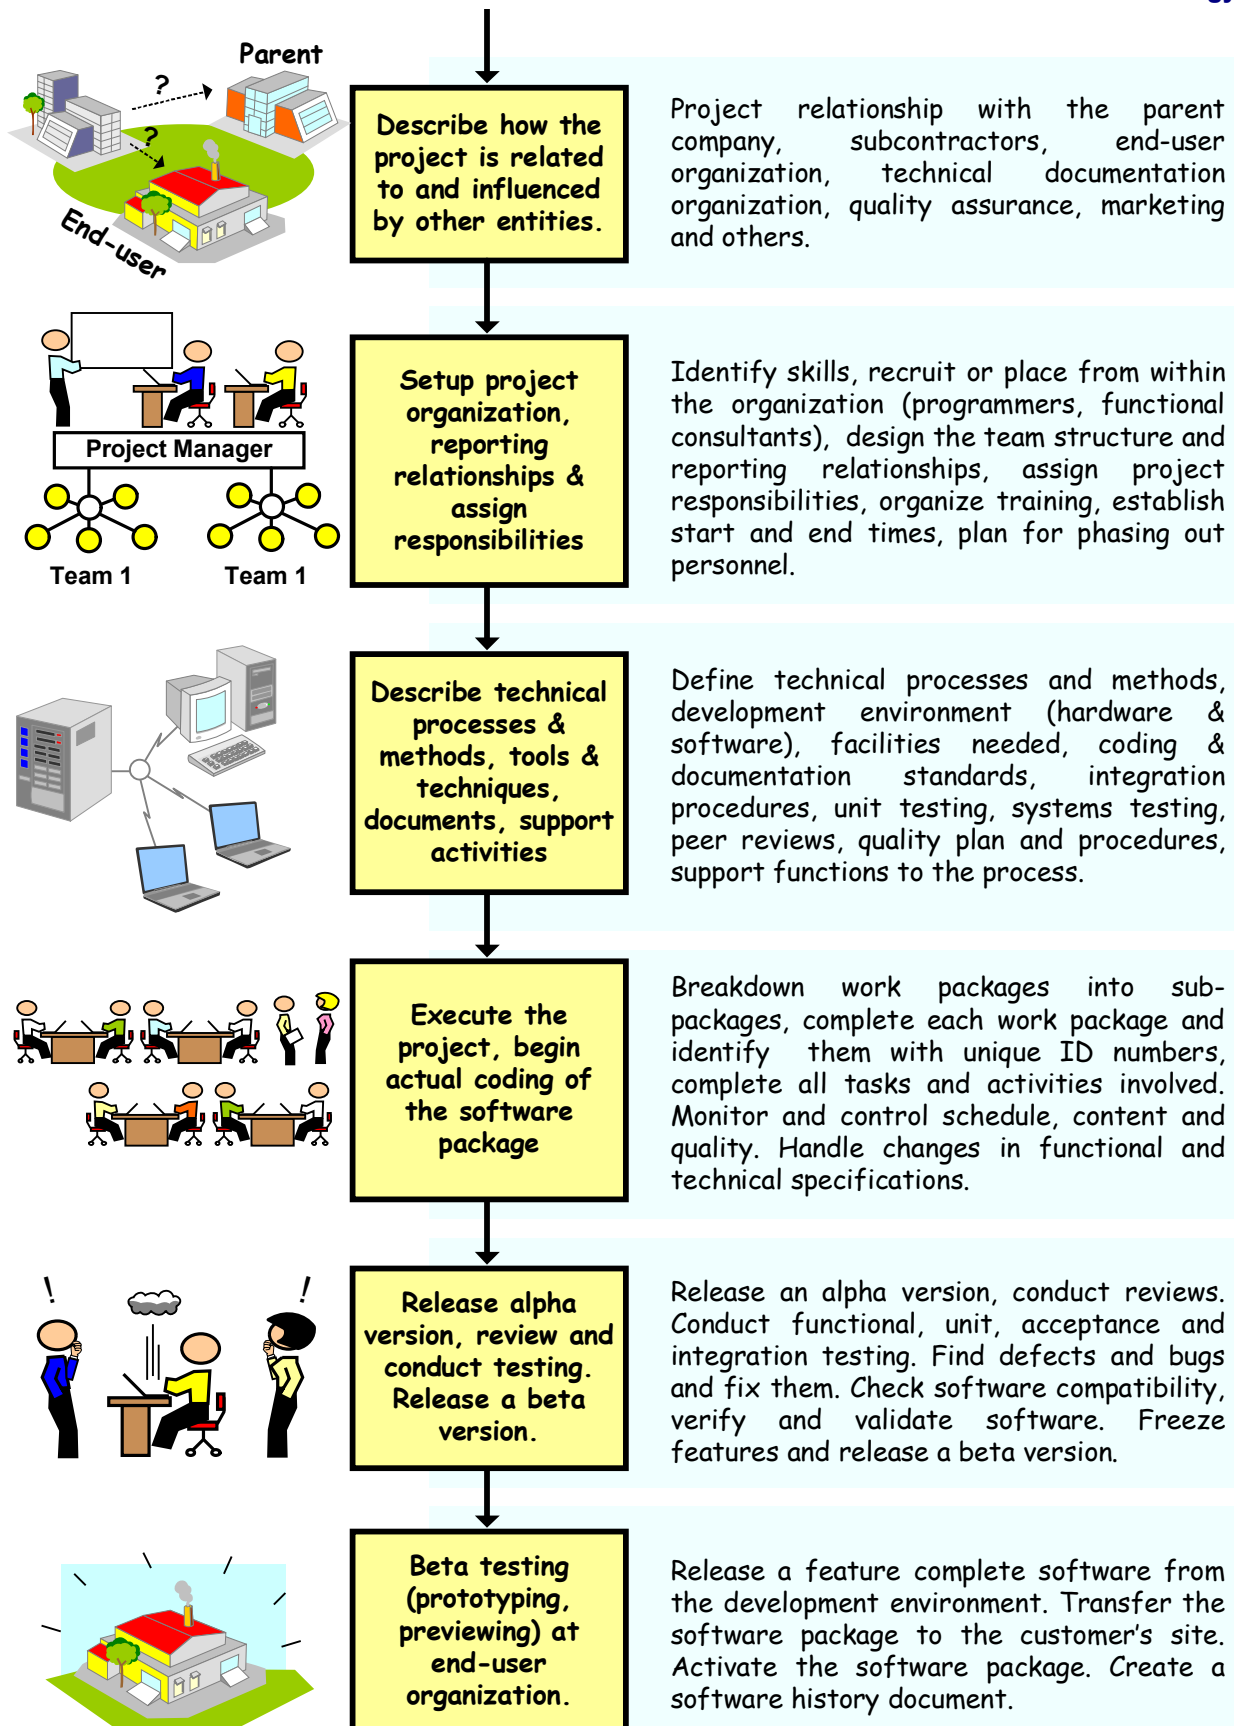 Parent
?
?
End-user
Describe how the
project is related
to and influenced
by other entities.
Project relationship with the parent
company, subcontractors, end-user
organization, technical documentation
organization, quality assurance, marketing
and others.
Project Manager
Team 1 Team 1
Setup project
organization,
reporting
relationships &
assign
responsibilities
Identify skills, recruit or place from within
the organization (programmers, functional
consultants), design the team structure and
reporting relationships, assign project
responsibilities, organize training, establish
start and end times, plan for phasing out
personnel.
Describe technical
processes &
methods, tools &
techniques,
documents, support
activities
Define technical processes and methods,
development environment (hardware &
software), facilities needed, coding &
documentation standards, integration
procedures, unit testing, systems testing,
peer reviews, quality plan and procedures,
support functions to the process.
Execute the
project, begin
actual coding of
the software
package
Breakdown work packages into sub-
packages, complete each work package and
identify them with unique ID numbers,
complete all tasks and activities involved.
Monitor and control schedule, content and
quality. Handle changes in functional and
technical specifications.
! !
Release alpha
version, review and
conduct testing.
Release a beta
version.
Release an alpha version, conduct reviews.
Conduct functional, unit, acceptance and
integration testing. Find defects and bugs
and fix them. Check software compatibility,
verify and validate software. Freeze
features and release a beta version.
Beta testing
(prototyping,
previewing) at
end-user
organization.
Release a feature complete software from
the development environment. Transfer the
software package to the customer's site.
Activate the software package. Create a
software history document.